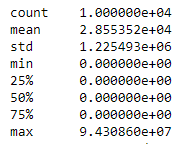 count 1.000000e+04
mean 2.855352e+04
std 1.225493e+06
min 0.000000e+00
25% 0.000000e+00
50% 0.000000e+00
75% 0.000000e+00
max 9.430860e+07